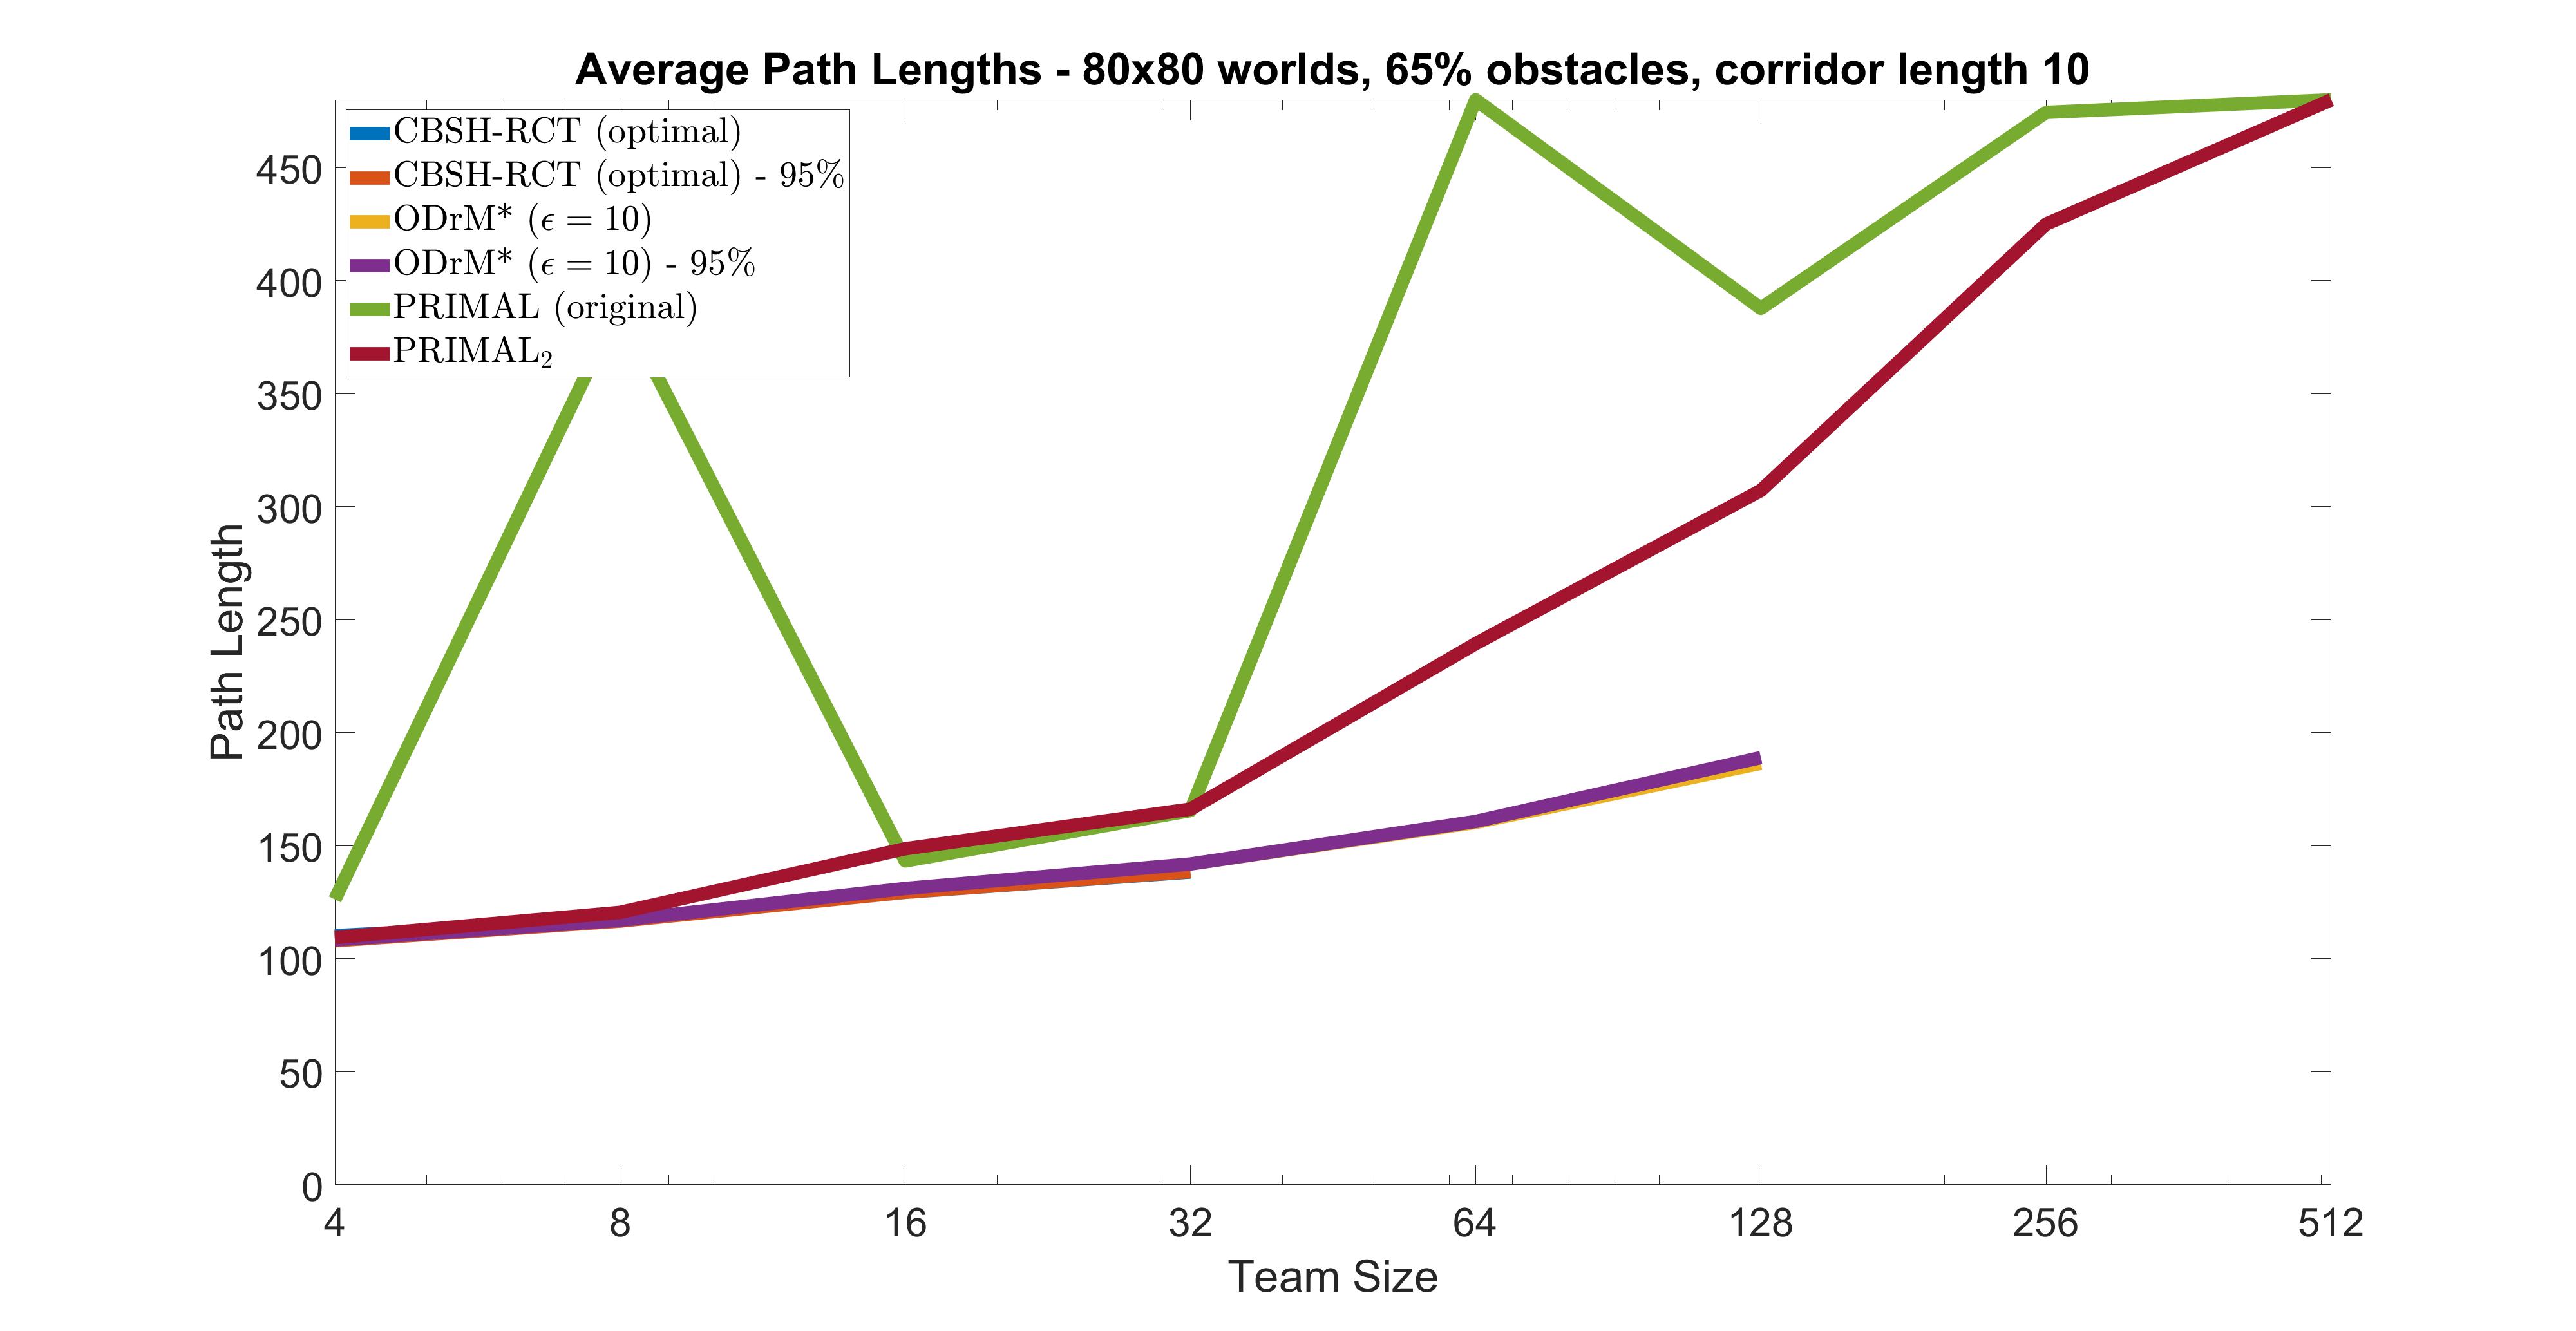 Average Path Lengths - 80x80 worlds, 65% obstacles, corridor length 10
CBSH-RCT (optimal)
CBSH-RCT (optimal) - 95%
ODrM* (ϵ = 10)
ODrM* (ϵ = 10) - 95%
PRIMAL (original)
PRIMAL₂
450
400
350
300
250
200
150
100
50
0
Path Length
4 8 16 32 64 128 256 512
Team Size